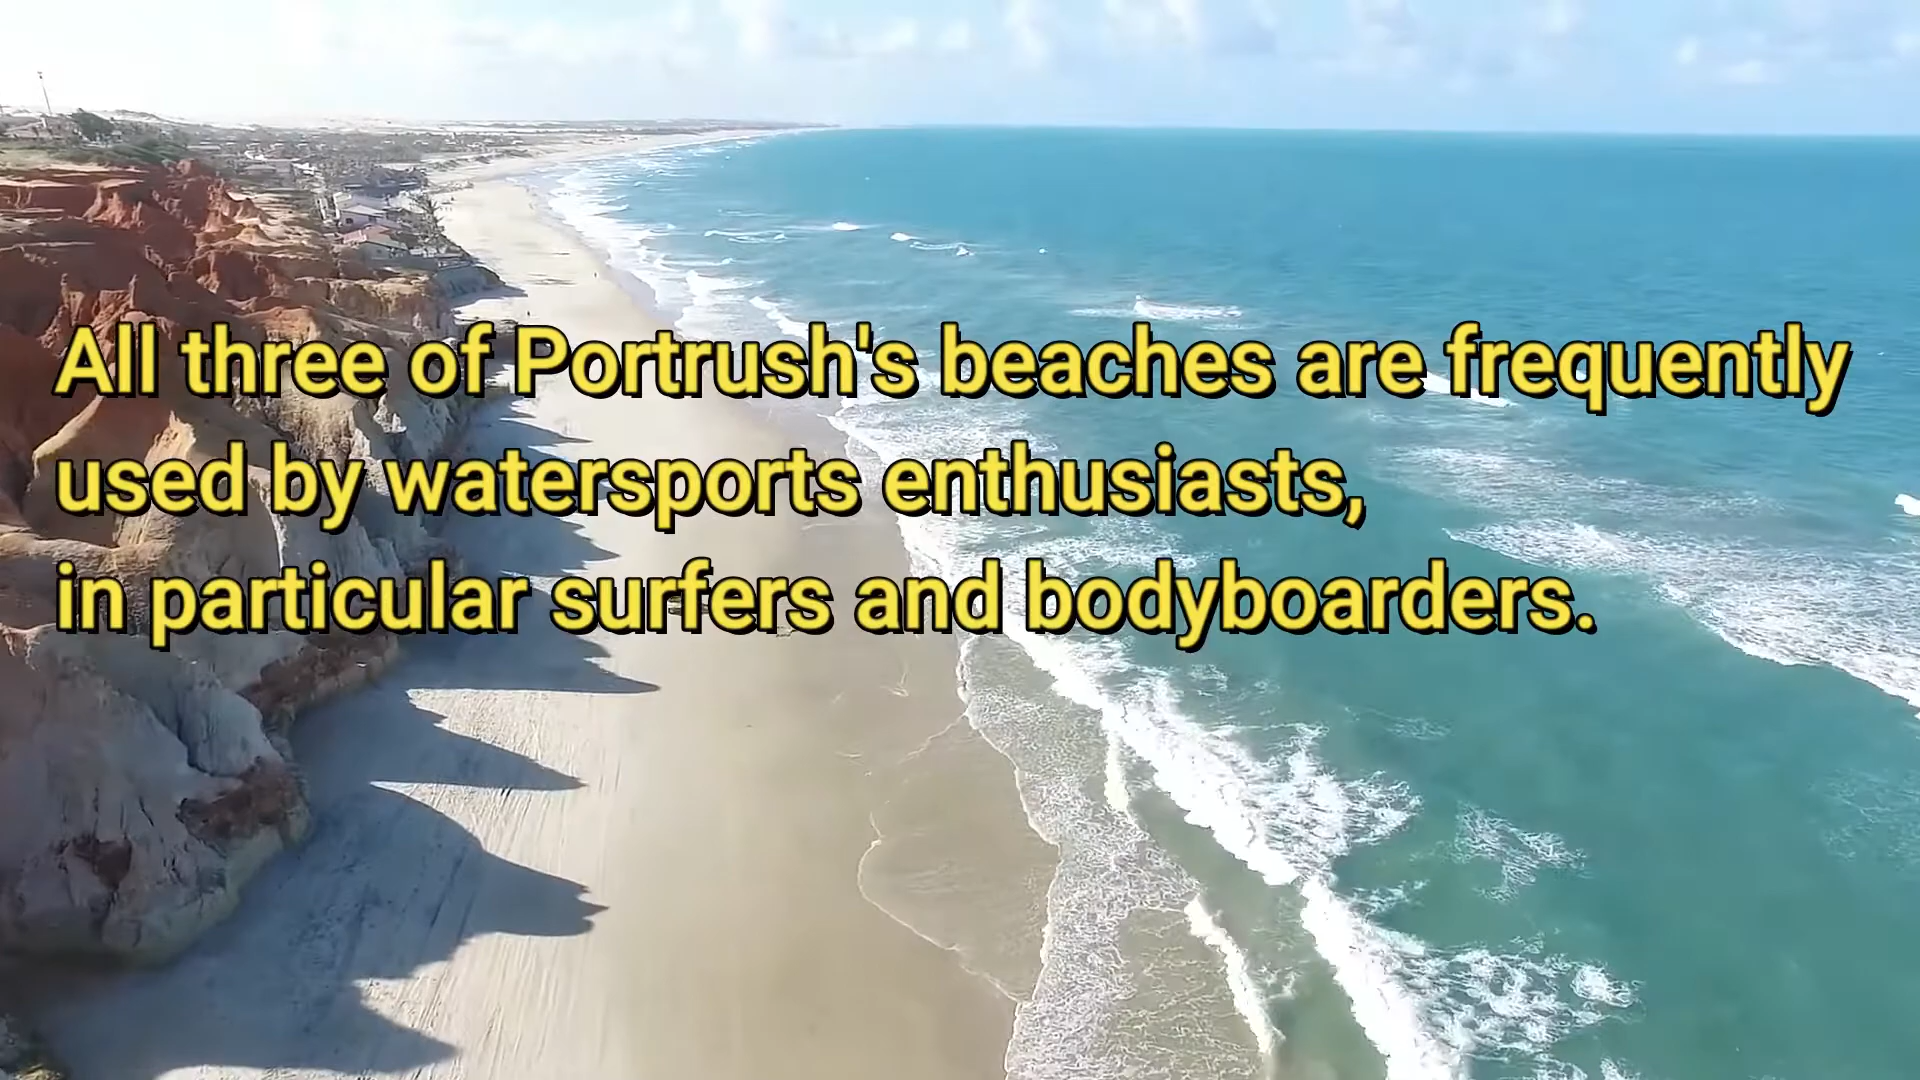 All three of Portrush's beaches are frequently
used by watersports enthusiasts,
in particular surfers and bodyboarders.